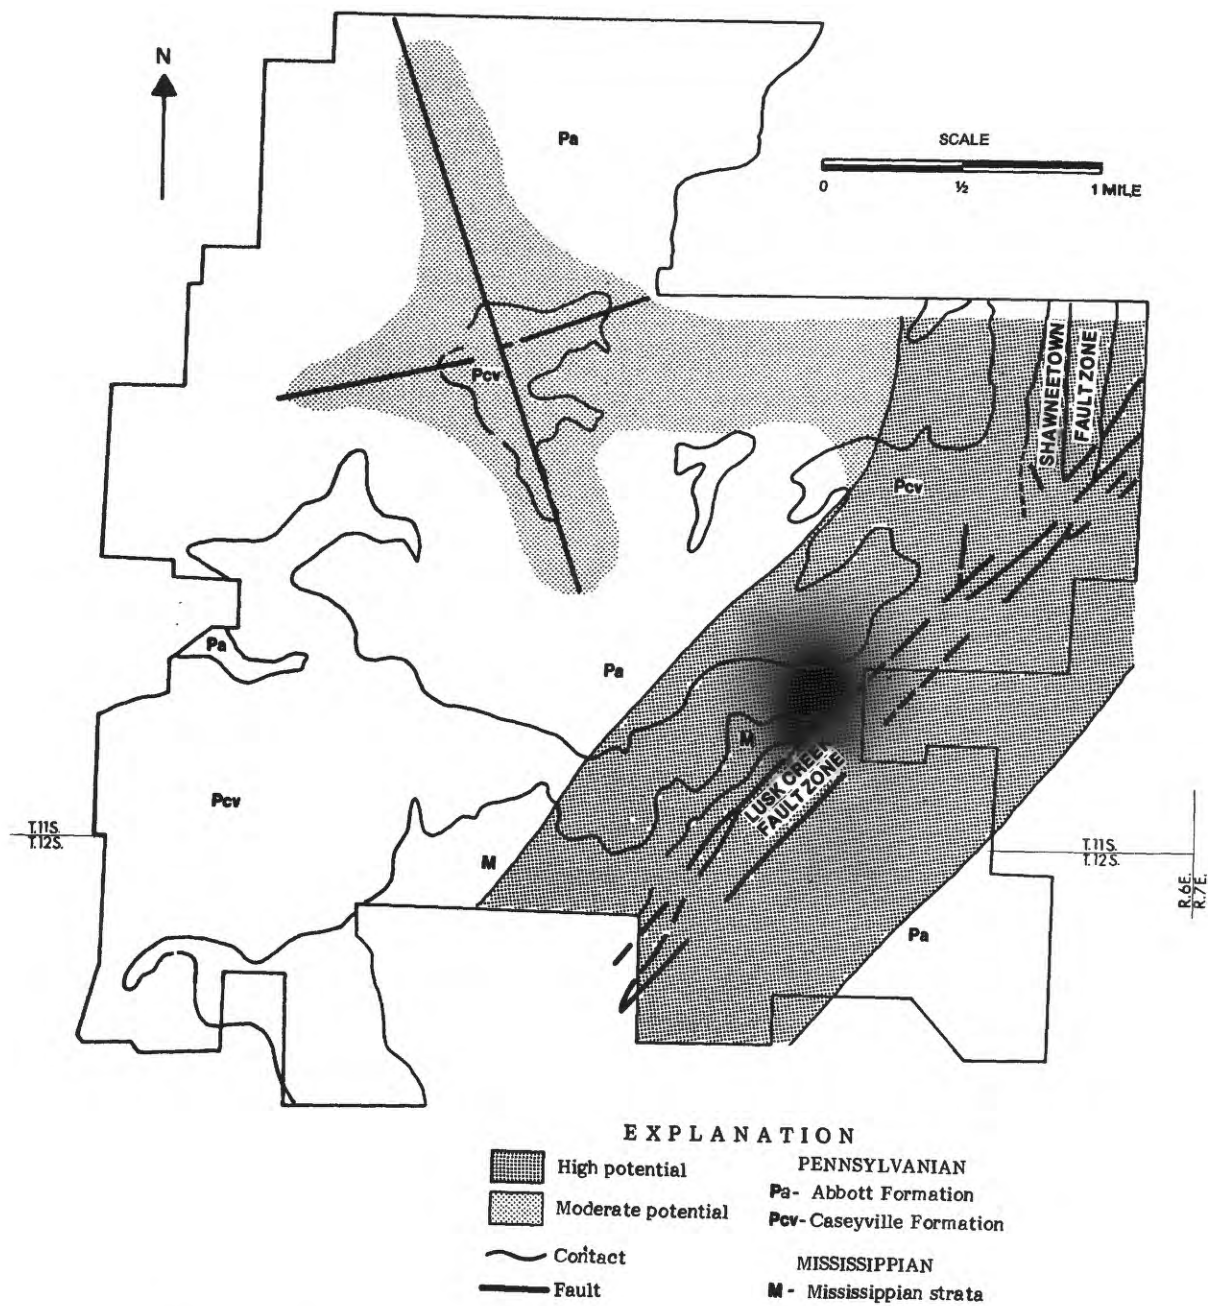 N
Pa
SCALE
0 ½ 1 MILE
SHAWNEETOWN
FAULT ZONE
Pcv
Pcv
Pa
Pa
M
LUSK CREEK
FAULT ZONE
Pcv
T.11S.
T.12S.
M
T.11S.
T.12S.
R.6E.
R.7E.
Pa
EXPLANATION
High potential
Moderate potential
Contact
Fault
PENNSYLVANIAN
Pa- Abbott Formation
Pcv- Caseyville Formation
MISSISSIPPIAN
M - Mississippian strata